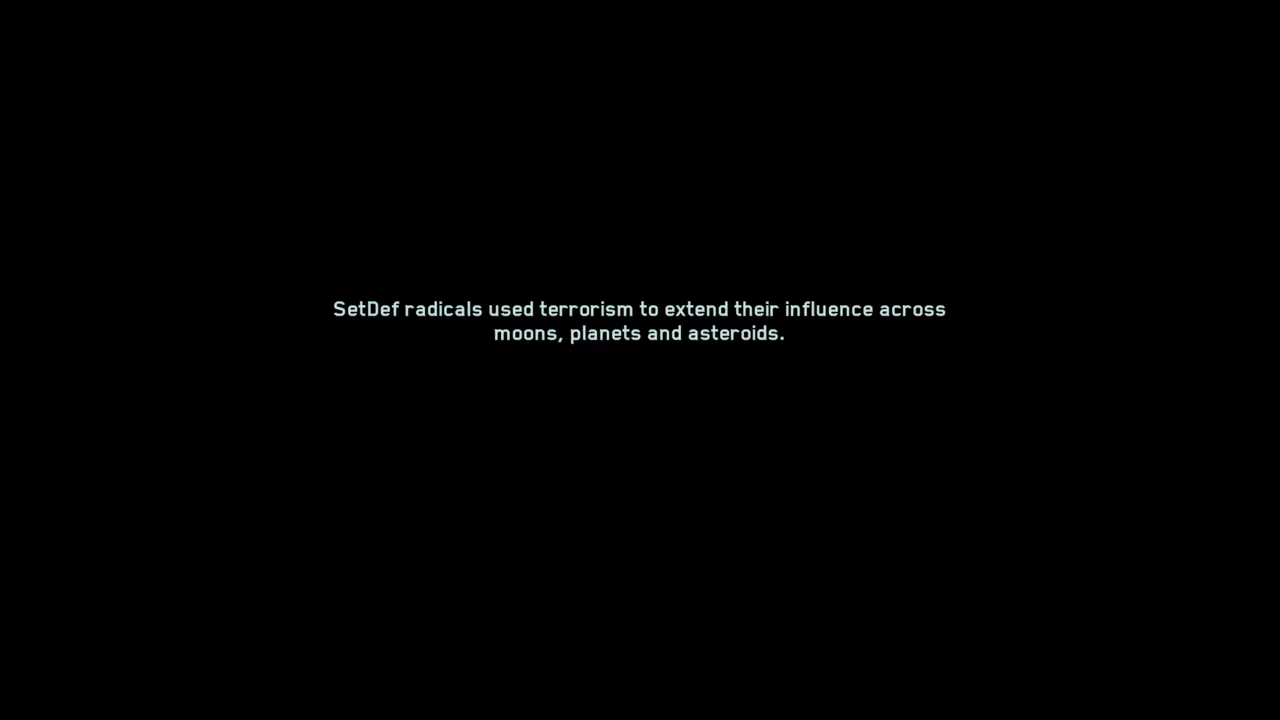 SetDef radicals used terrorism to extend their influence across
moons, planets and asteroids.